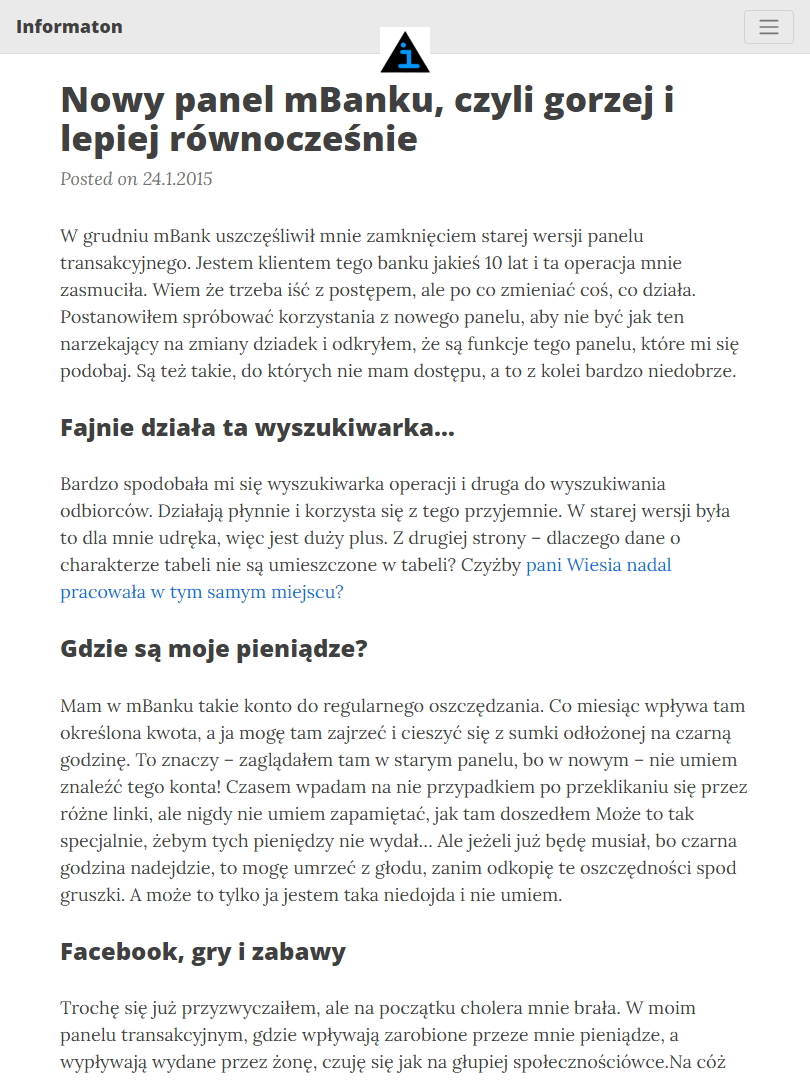 Informaton
Nowy panel mBanku, czyli gorzej i
lepiej równocześnie
Posted on 24.1.2015
W grudniu mBank uszczęśliwił mnie zamknięciem starej wersji panelu
transakcyjnego. Jestem klientem tego banku jakieś 10 lat i ta operacja mnie
zasmuciła. Wiem że trzeba iść z postępem, ale po co zmieniać coś, co działa.
Postanowiłem spróbować korzystania z nowego panelu, aby nie być jak ten
narzekający na zmiany dziadek i odkryłem, że są funkcje tego panelu, które mi się
podobaj. Są też takie, do których nie mam dostępu, a to z kolei bardzo niedobrze.
Fajnie działa ta wyszukiwarka…
Bardzo spodobała mi się wyszukiwarka operacji i druga do wyszukiwania
odbiorców. Działają płynnie i korzysta się z tego przyjemnie. W starej wersji była
to dla mnie udręka, więc jest duży plus. Z drugiej strony – dlaczego dane o
charakterze tabeli nie są umieszczone w tabeli? Czyżby pani Wiesia nadal
pracowała w tym samym miejscu?
Gdzie są moje pieniądze?
Mam w mBanku takie konto do regularnego oszczędzania. Co miesiąc wpływa tam
określona kwota, a ja mogę tam zajrzeć i cieszyć się z sumki odłożonej na czarną
godzinę. To znaczy – zaglądałem tam w starym panelu, bo w nowym – nie umiem
znaleźć tego konta! Czasem wpadam na nie przypadkiem po przeklikaniu się przez
różne linki, ale nigdy nie umiem zapamiętać, jak tam doszedłem Może to tak
specjalnie, żebym tych pieniędzy nie wydał… Ale jeżeli już będę musiał, bo czarna
godzina nadejdzie, to mogę umrzeć z głodu, zanim odkopię te oszczędności spod
gruszki. A może to tylko ja jestem taka niedojda i nie umiem.
Facebook, gry i zabawy
Trochę się już przyzwyczaiłem, ale na początku cholera mnie brała. W moim
panelu transakcyjnym, gdzie wpływają zarobione przeze mnie pieniądze, a
wypływają wydane przez żonę, czuję się jak na głupiej społecznościówce.Na cóż